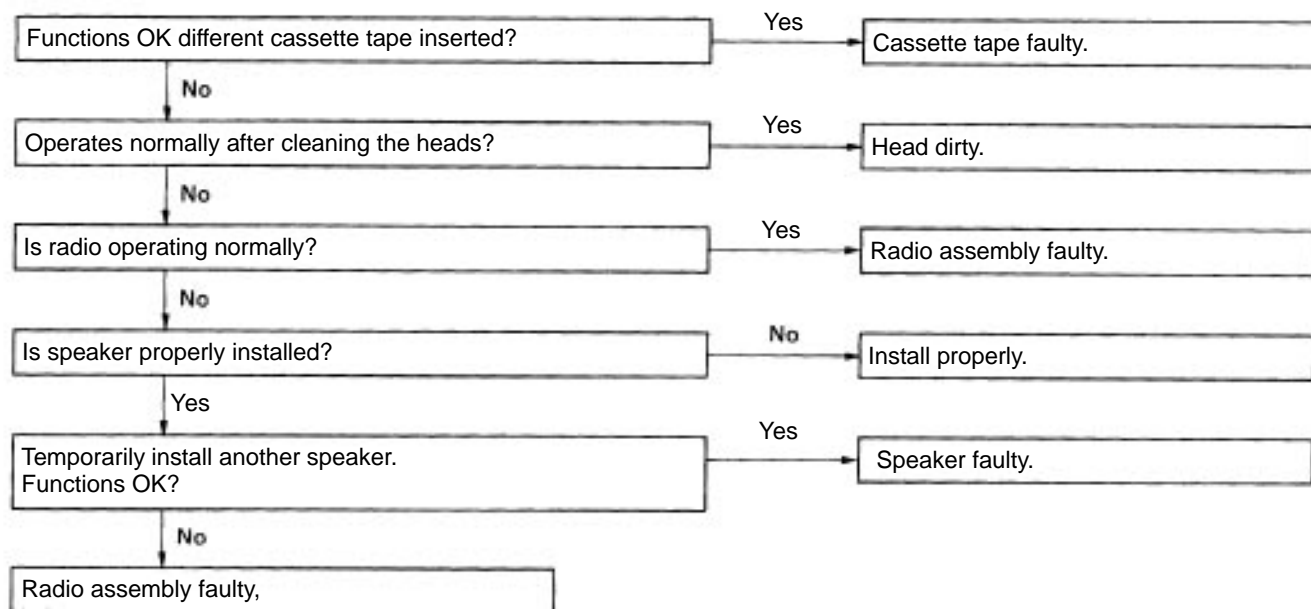 Functions OK different cassette tape inserted?
Yes
Cassette tape faulty.
No
Operates normally after cleaning the heads?
Yes
Head dirty.
No
Is radio operating normally?
Yes
Radio assembly faulty.
No
Is speaker properly installed?
No
Install properly.
Yes
Temporarily install another speaker.
Functions OK?
Yes
Speaker faulty.
No
Radio assembly faulty,